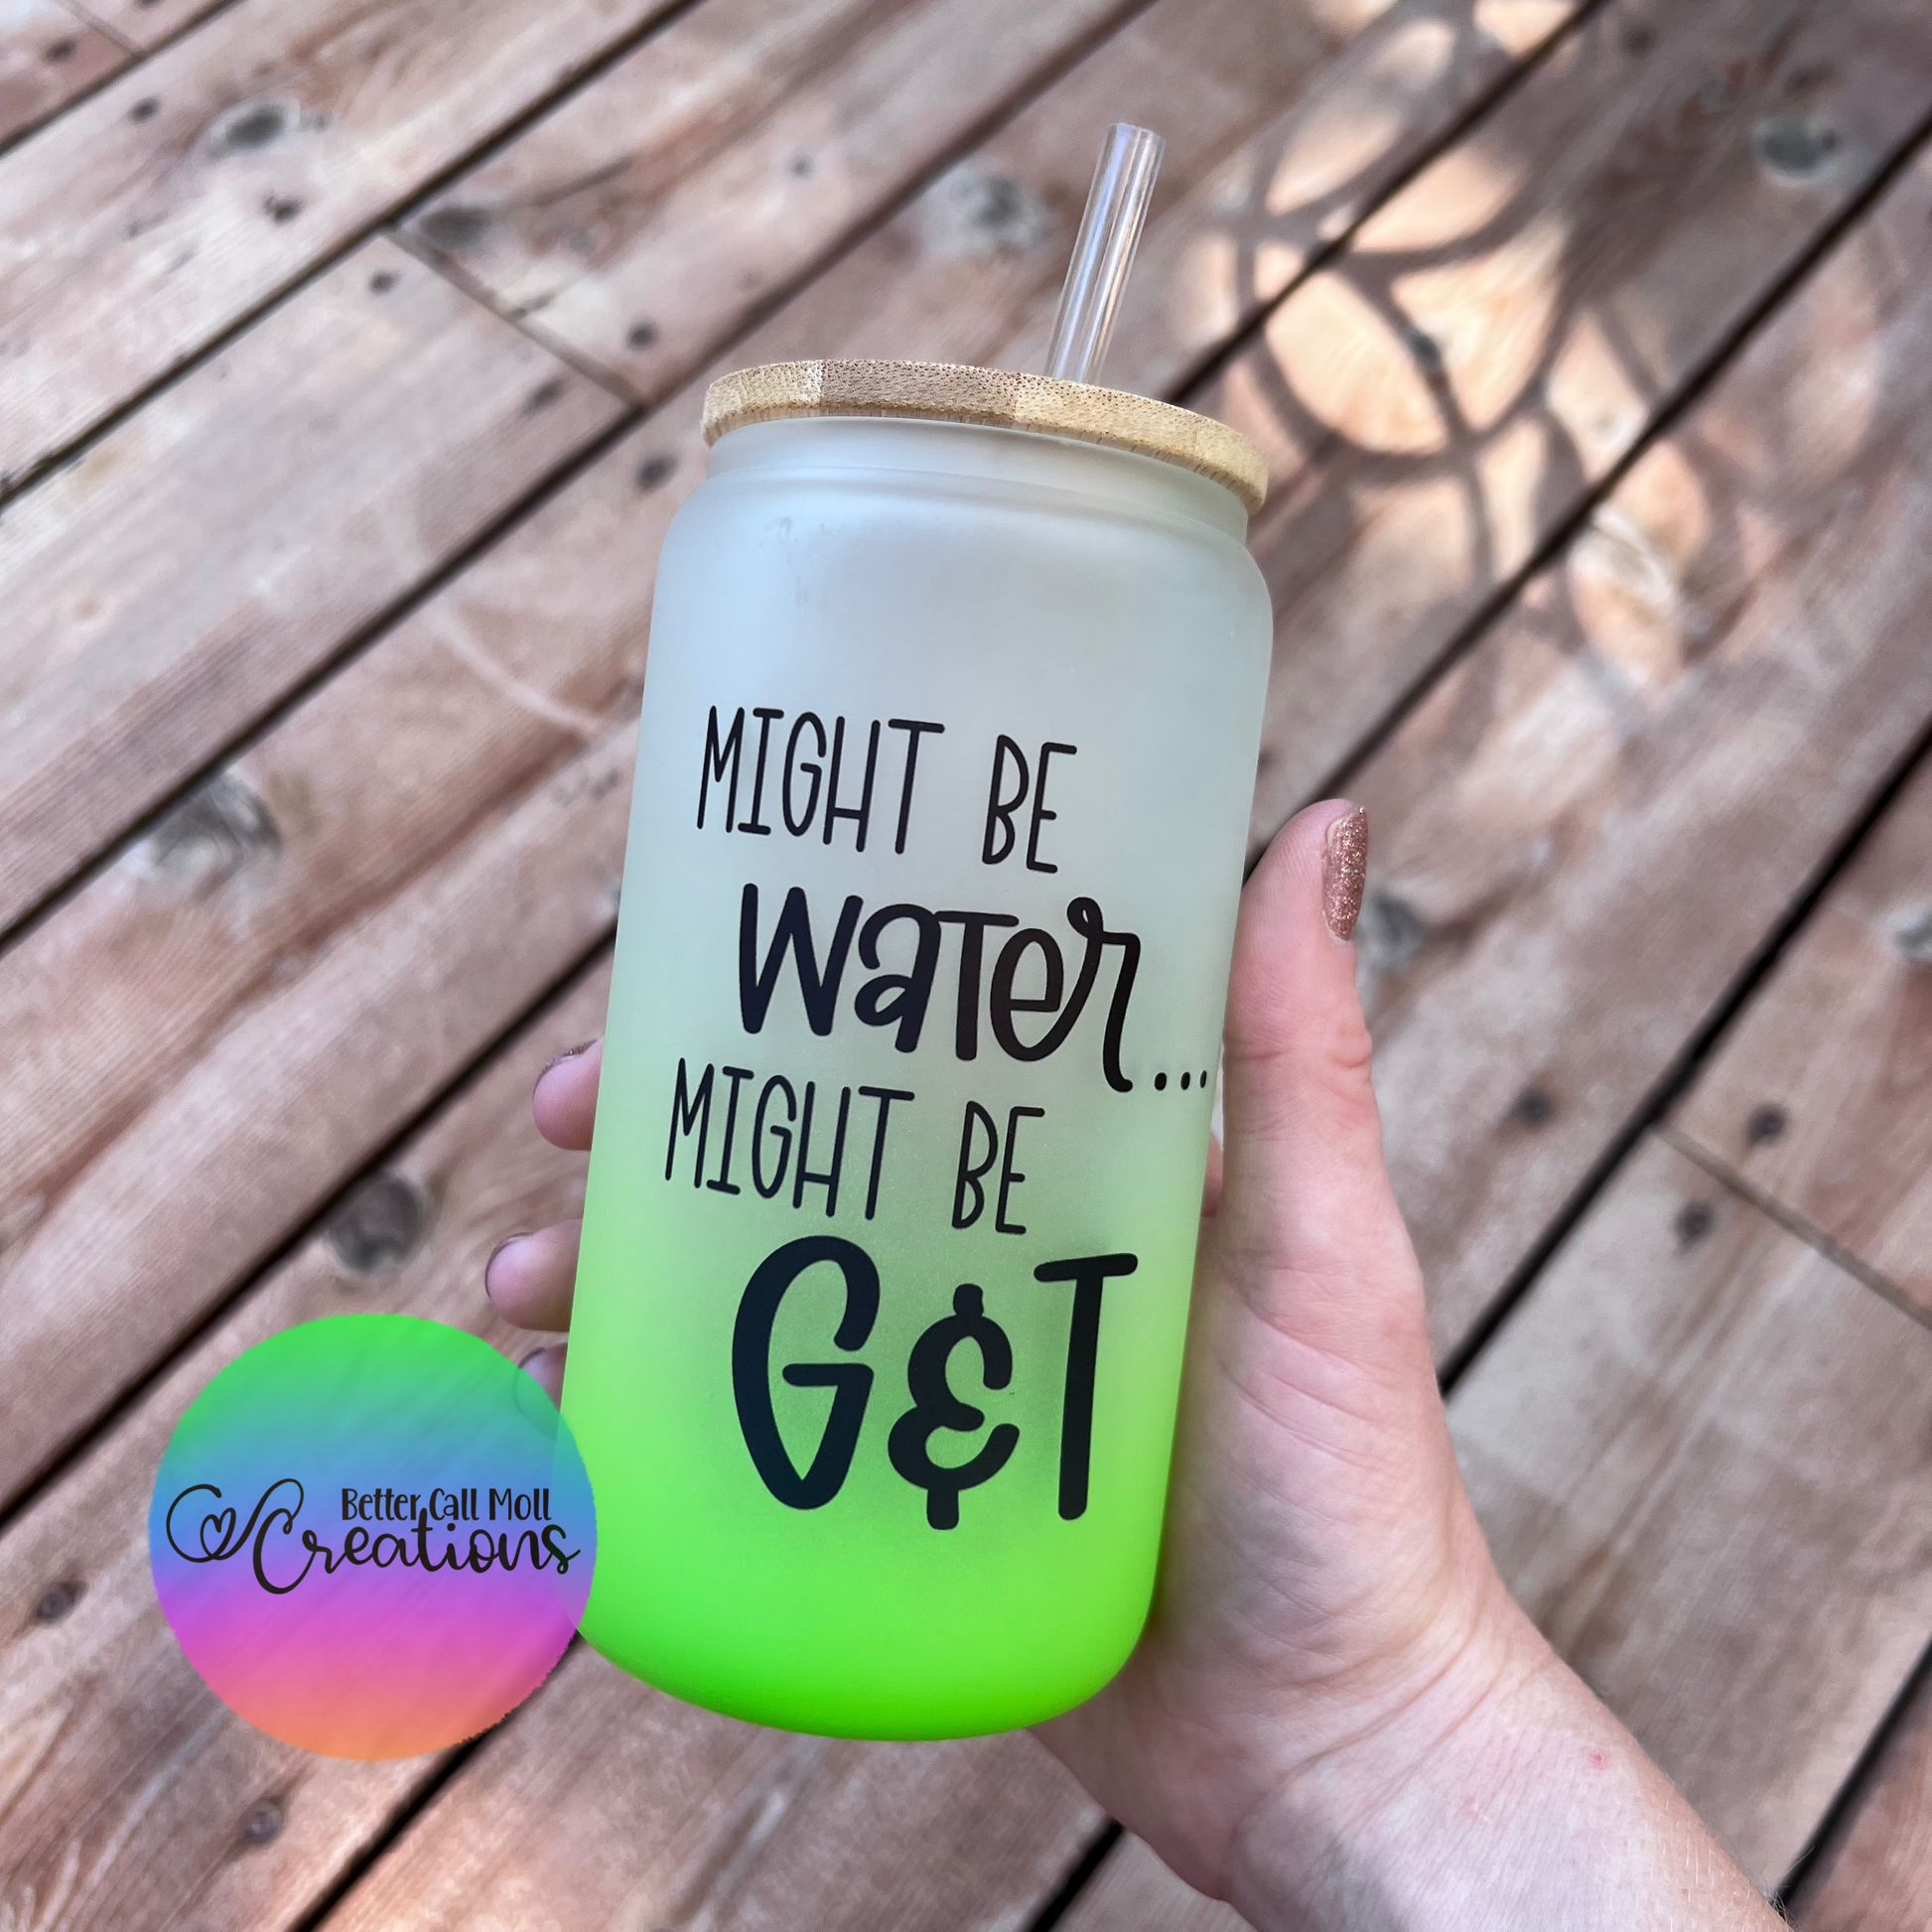 MIGHT BE
water...
MIGHT BE
G&T
Better Call Moll
Creations